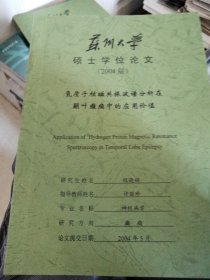 苏州大学
硕士学位论文
(2004届)
氢质子核磁共振波谱分析在
颞叶癫痫中的应用价值
Application of ¹Hydrogen Proton Magnetic Resonance
Spectroscopy in Temporal Lobe Epilepsy
研究生姓名
指导教师姓名
专业名称 神经病学
研究方向 癫痫
论文提交日期 2004年5月